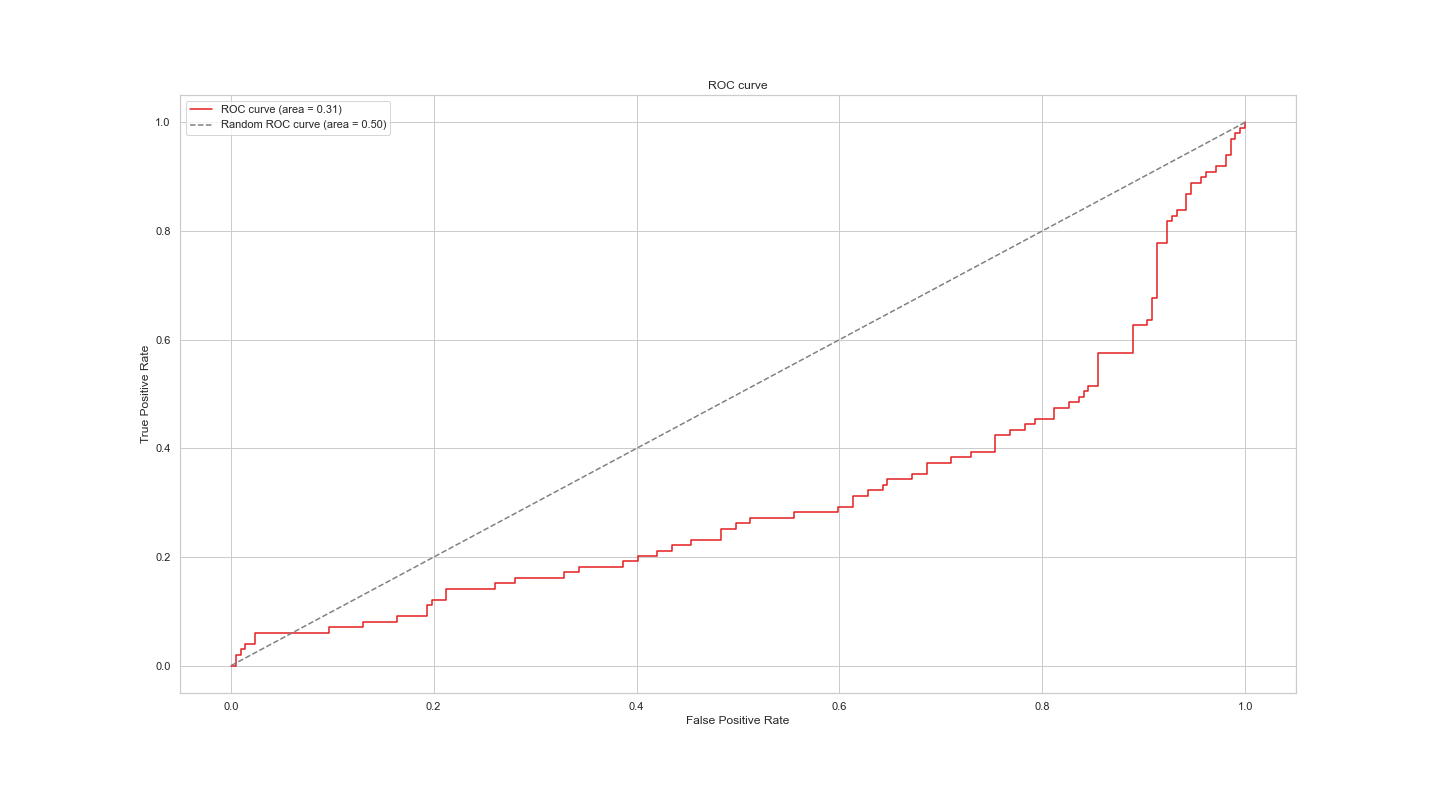 ROC curve
ROC curve (area = 0.31)
Random ROC curve (area = 0.50)
1.0
0.8
0.6
0.4
0.2
0.0
True Positive Rate
0.0 0.2 0.4 0.6 0.8 1.0
False Positive Rate